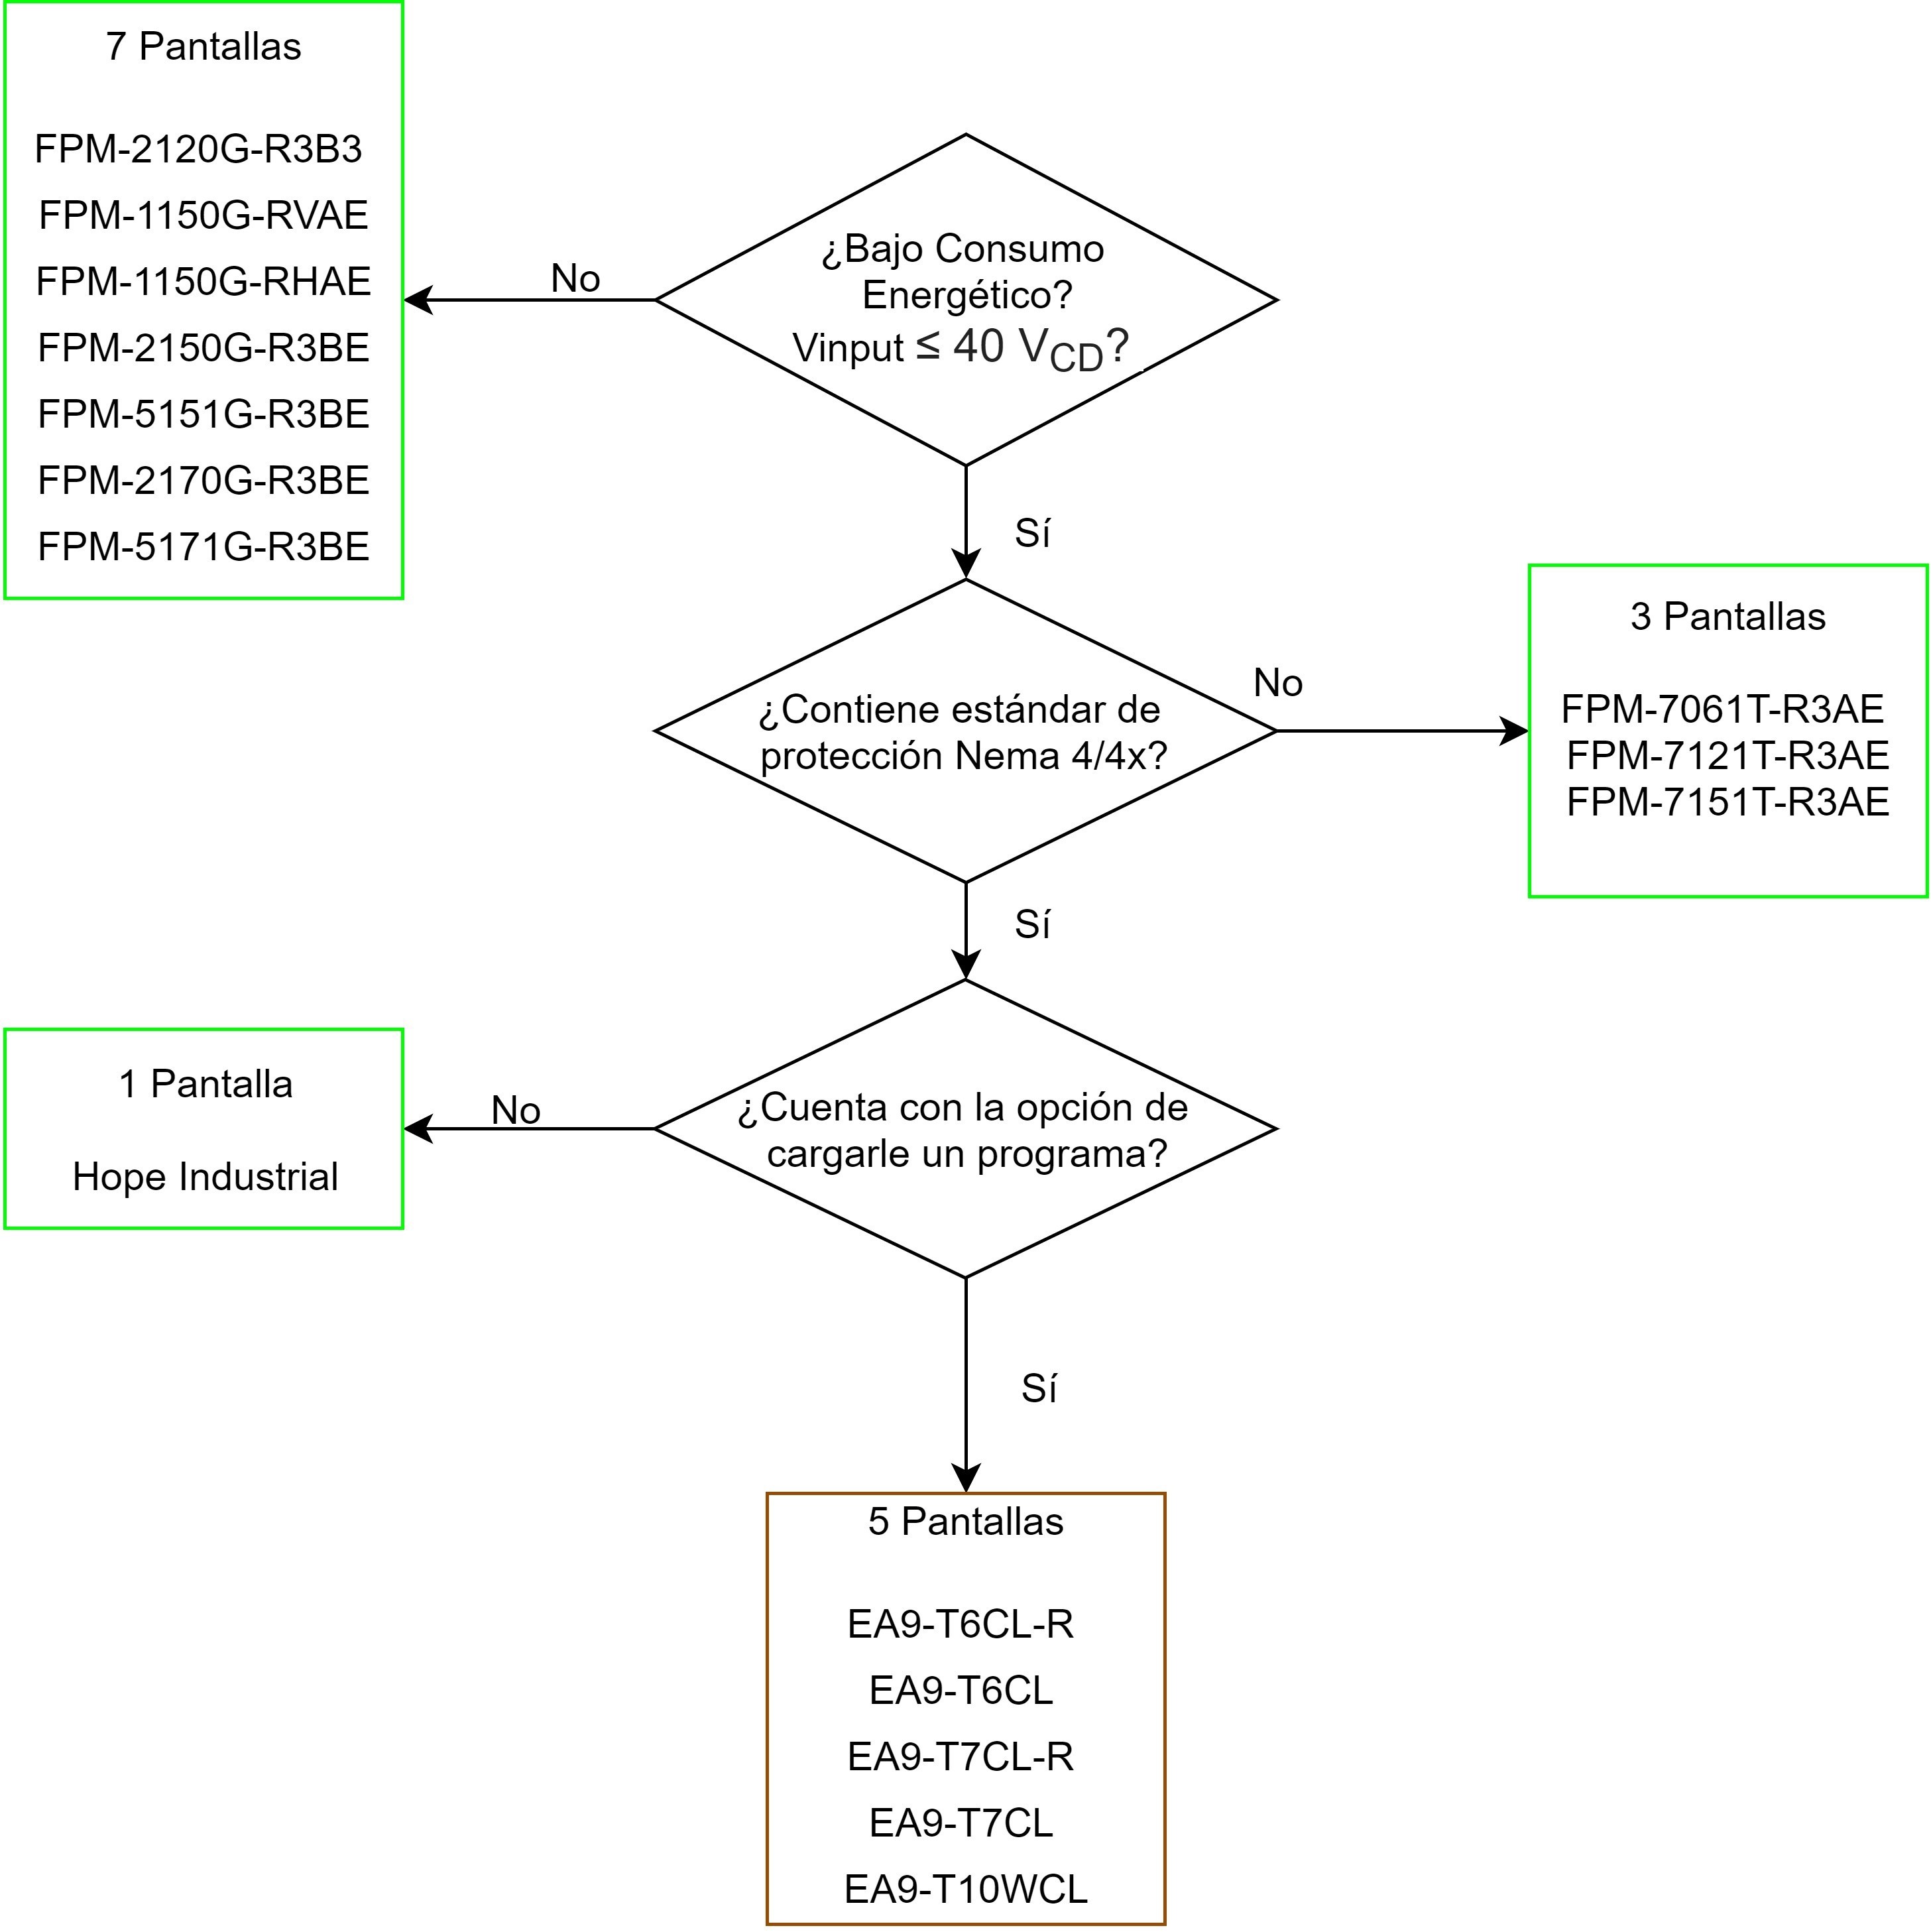 7 Pantallas
FPM-2120G-R3B3
FPM-1150G-RVAE
FPM-1150G-RHAE
FPM-2150G-R3BE
FPM-5151G-R3BE
FPM-2170G-R3BE
FPM-5171G-R3BE
No
¿Bajo Consumo
Energético?
Vinput ≤ 40 VCD?
Sí
¿Contiene estándar de
protección Nema 4/4x?
No
3 Pantallas
FPM-7061T-R3AE
FPM-7121T-R3AE
FPM-7151T-R3AE
Sí
¿Cuenta con la opción de
cargarle un programa?
No
1 Pantalla
Hope Industrial
Sí
5 Pantallas
EA9-T6CL-R
EA9-T6CL
EA9-T7CL-R
EA9-T7CL
EA9-T10WCL